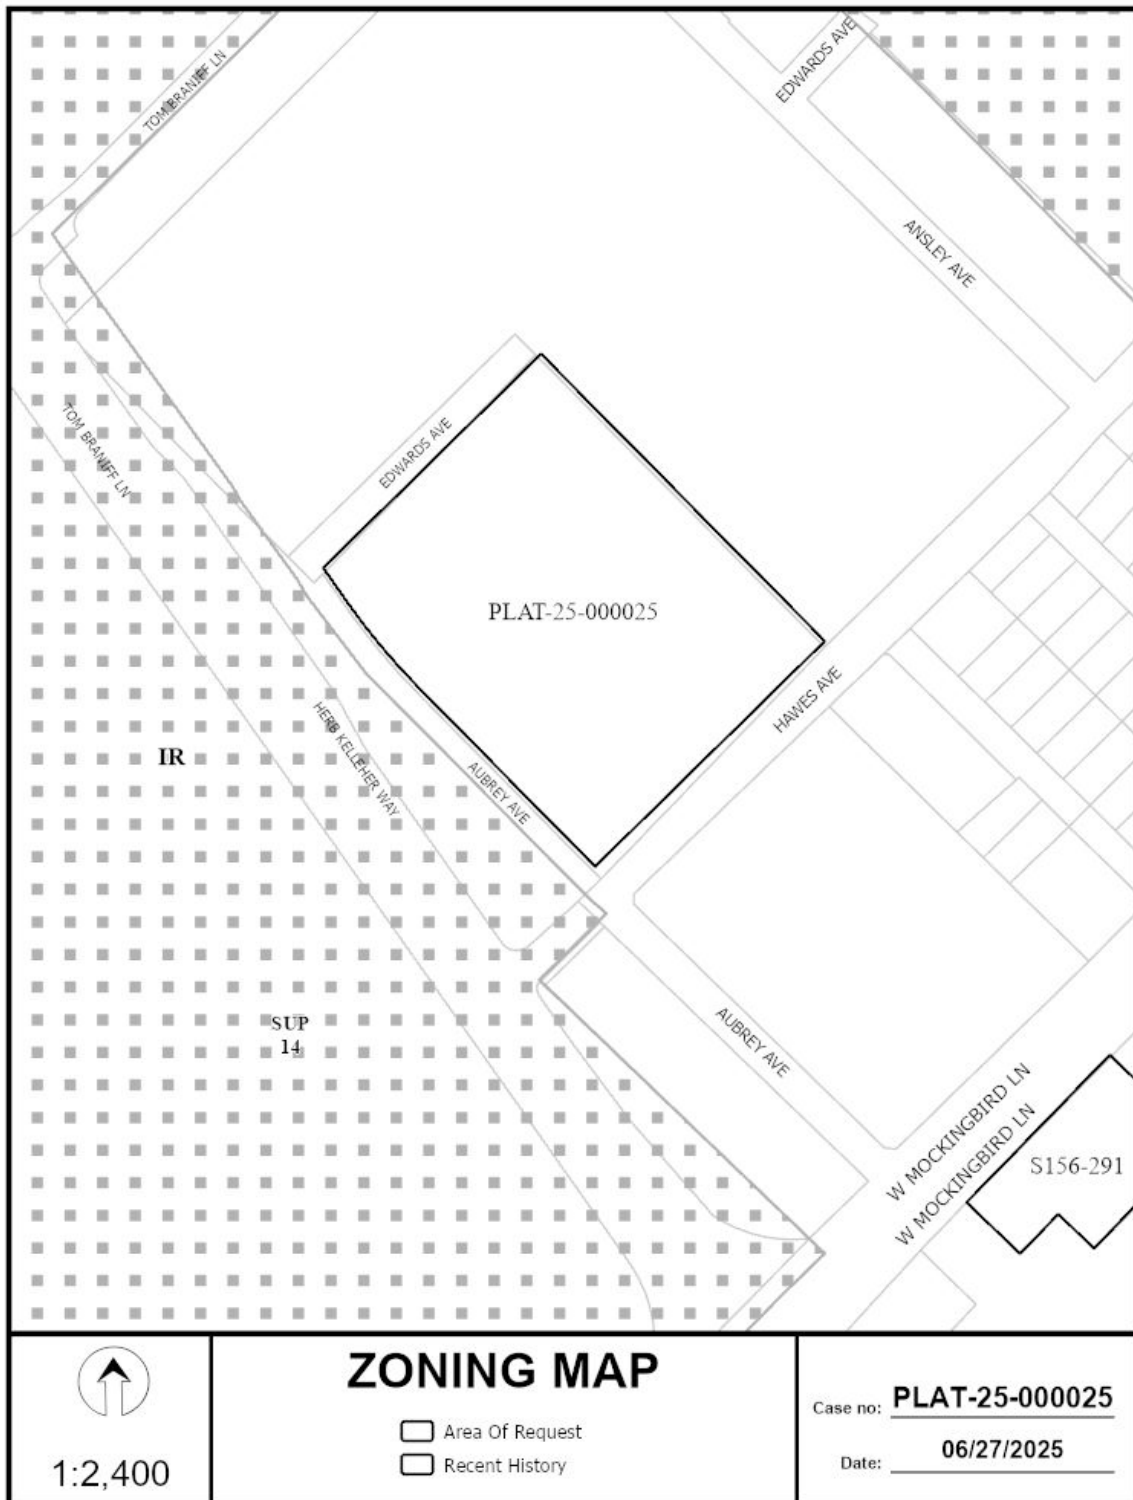 EDWARDS AVE
TOM BRANIFF LN
ANSLEY AVE
EDWARDS AVE
TOM BRANIFF LN
PLAT-25-000025
HAWES AVE
IR
HERB KELLEHER WAY
AUBREY AVE
SUP
14
AUBREY AVE
W MOCKINGBIRD LN
W MOCKINGBIRD LN
S156-291
1:2,400
ZONING MAP
Area Of Request
Recent History
Case no: PLAT-25-000025
Date: 06/27/2025